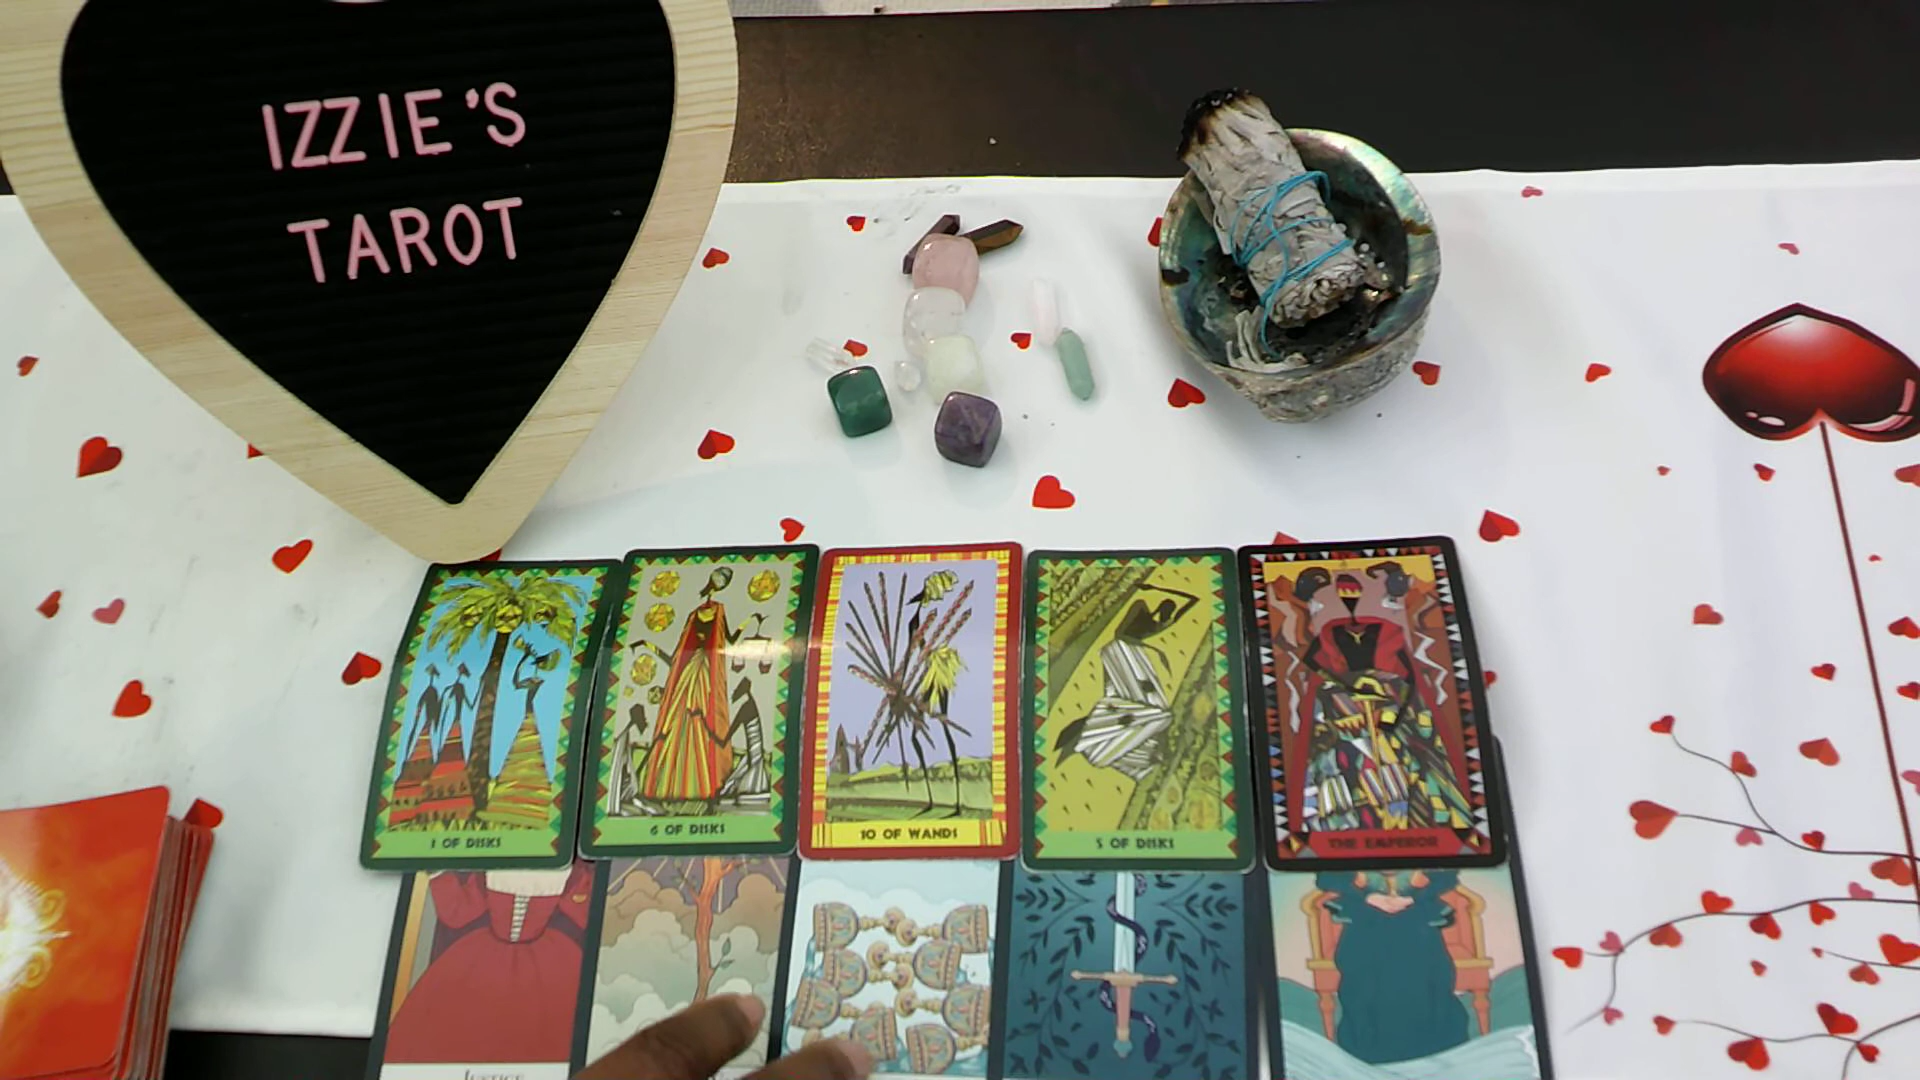 IZZIE'S
TAROT
1 OF DISKS
6 OF DISKS
10 OF WANDS
5 OF DISKS
THE EMPEROR
JUSTICE